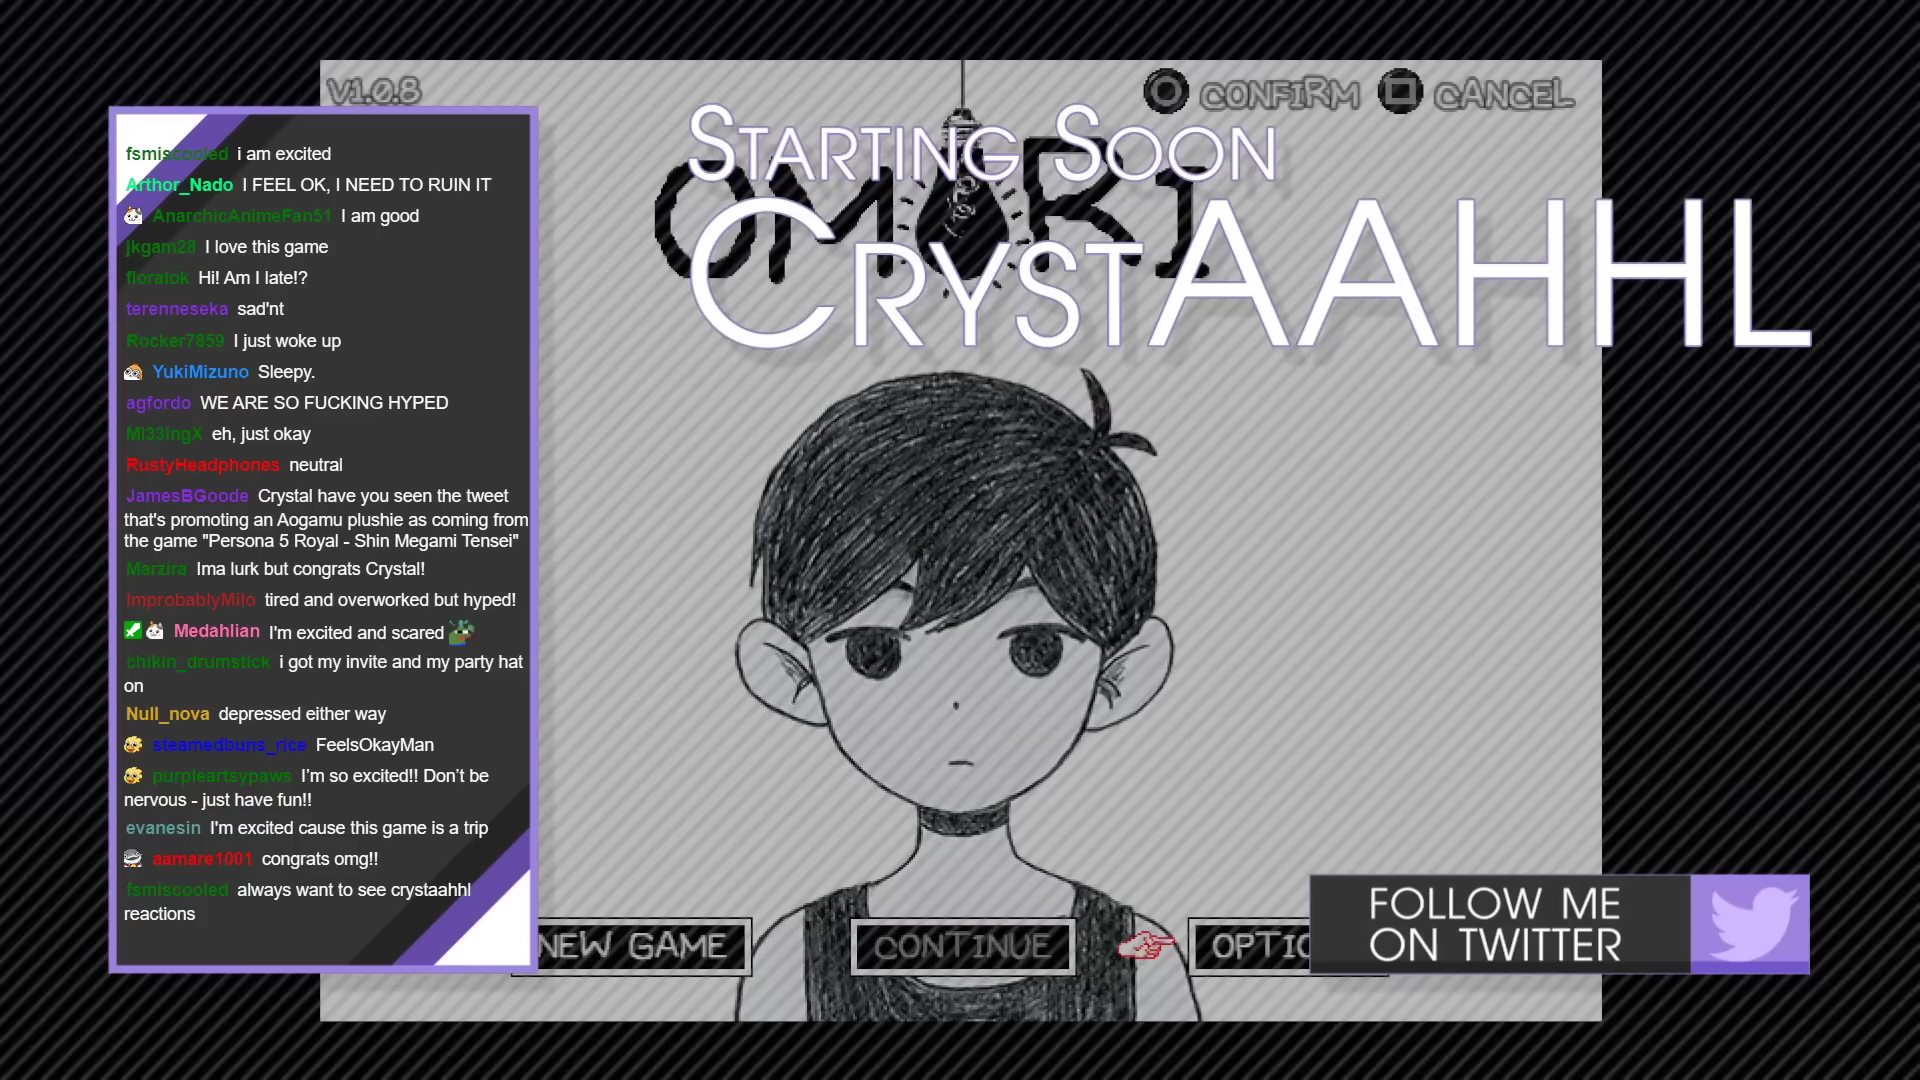 V1.0.8
CONFIRM
CANCEL
STARTING SOON
OMORI
CRYSTAAHHL
fsmiscooled i am excited
Arthor_Nado I FEEL OK, I NEED TO RUIN IT
AnarchicAnimeFan51 I am good
jkgam28 I love this game
floralok Hi! Am I late!?
terenneseka sad'nt
Rocker7859 I just woke up
YukiMizuno Sleepy.
agfordo WE ARE SO FUCKING HYPED
Ml33ingX eh, just okay
RustyHeadphones neutral
JamesBGoode Crystal have you seen the tweet
that's promoting an Aogamu plushie as coming from
the game "Persona 5 Royal - Shin Megami Tensei"
Marzira Ima lurk but congrats Crystal!
ImprobablyMilo tired and overworked but hyped!
Medahlian I'm excited and scared
chikin_drumstick i got my invite and my party hat
on
Null_nova depressed either way
steamedbuns_rice FeelsOkayMan
purpleartsypaws I’m so excited!! Don’t be
nervous - just have fun!!
evanesin I'm excited cause this game is a trip
aamare1001 congrats omg!!
fsmiscooled always want to see crystaahhl
reactions
NEW GAME
CONTINUE
OPTIO
FOLLOW ME
ON TWITTER